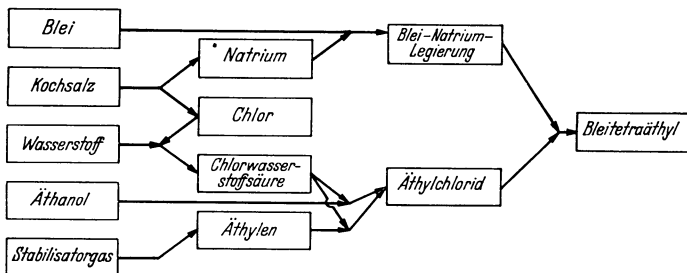 Blei
Kochsalz
Wasserstoff
Äthanol
Stabilisatorgas
Natrium
Chlor
Chlorwasser-
stoffsäure
Äthylen
Blei-Natrium-
Legierung
Äthylchlorid
Bleitetraäthyl